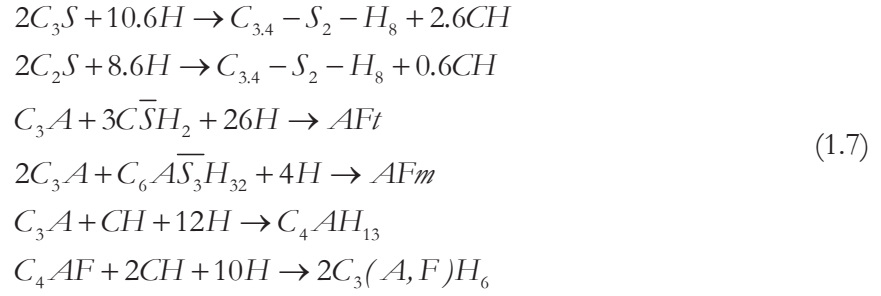 2C₃S + 10.6H → C₃.₄ − S₂ − H₈ + 2.6CH
2C₂S + 8.6H → C₃.₄ − S₂ − H₈ + 0.6CH
C₃A + 3CS̅H₂ + 26H → AFt
(1.7)
2C₃A + C₆AS̅₃H₃₂ + 4H → AFm
C₃A + CH + 12H → C₄AH₁₃
C₄AF + 2CH + 10H → 2C₃(A,F)H₆